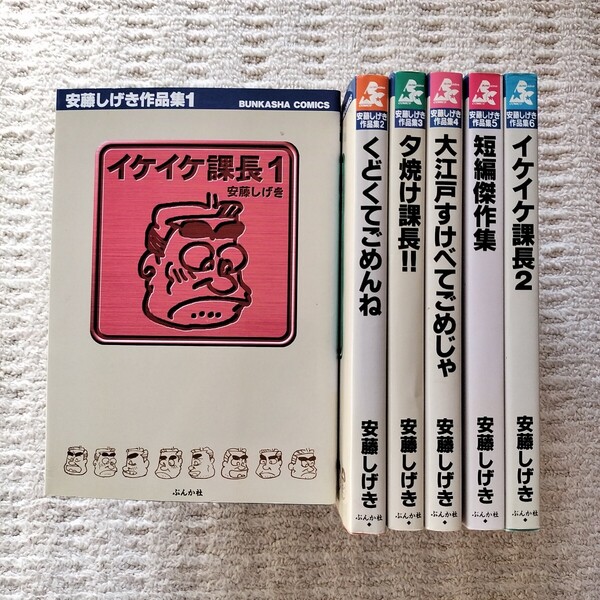 安藤しげき作品集1
BUNKASHA COMICS
イケイケ課長1
安藤しげき
ぶんか社
安藤しげき
作品集2
くどくてごめんね
安藤しげき
ぶんか社
安藤しげき
作品集3
夕焼け課長!!
安藤しげき
ぶんか社
安藤しげき
作品集4
大江戸すけべてごめじゃ
安藤しげき
ぶんか社
安藤しげき
作品集5
短編傑作集
安藤しげき
ぶんか社
安藤しげき
作品集6
イケイケ課長2
安藤しげき
ぶんか社